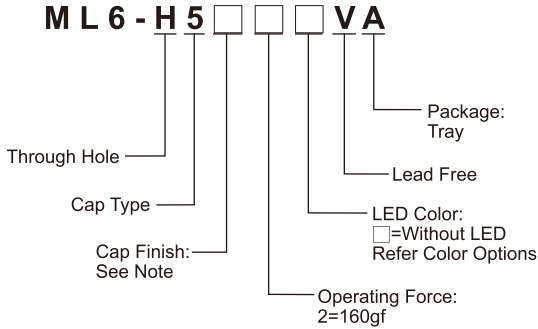 ML6-H5□□□VA
Package:
Tray
Through Hole
Lead Free
Cap Type
LED Color:
□=Without LED
Refer Color Options
Cap Finish:
See Note
Operating Force:
2=160gf